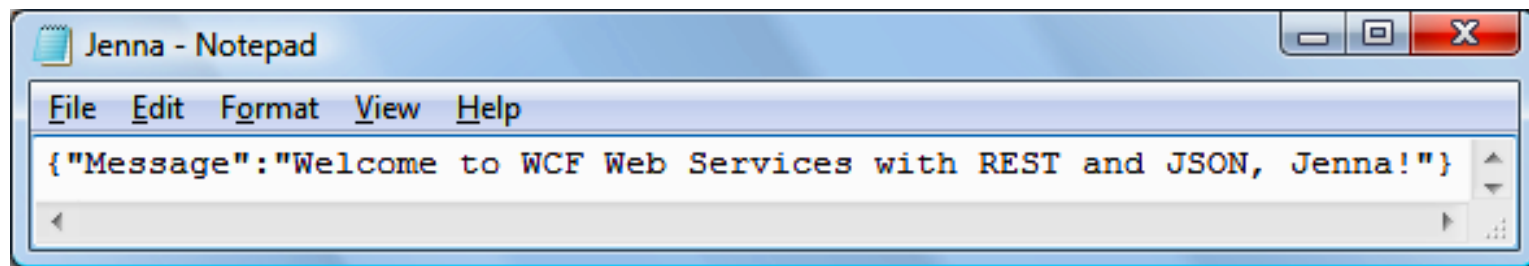 Jenna - Notepad
File Edit Format View Help
{"Message":"Welcome to WCF Web Services with REST and JSON, Jenna!"}